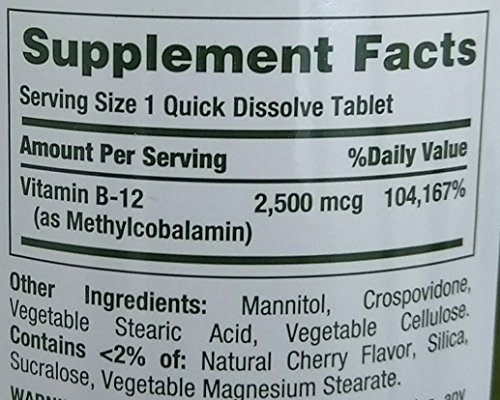 Supplement Facts
Serving Size 1 Quick Dissolve Tablet
Amount Per Serving %Daily Value
Vitamin B-12 2,500 mcg 104,167%
(as Methylcobalamin)
Other Ingredients: Mannitol, Crospovidone,
Vegetable Stearic Acid, Vegetable Cellulose.
Contains <2% of: Natural Cherry Flavor, Silica,
Sucralose, Vegetable Magnesium Stearate.
any